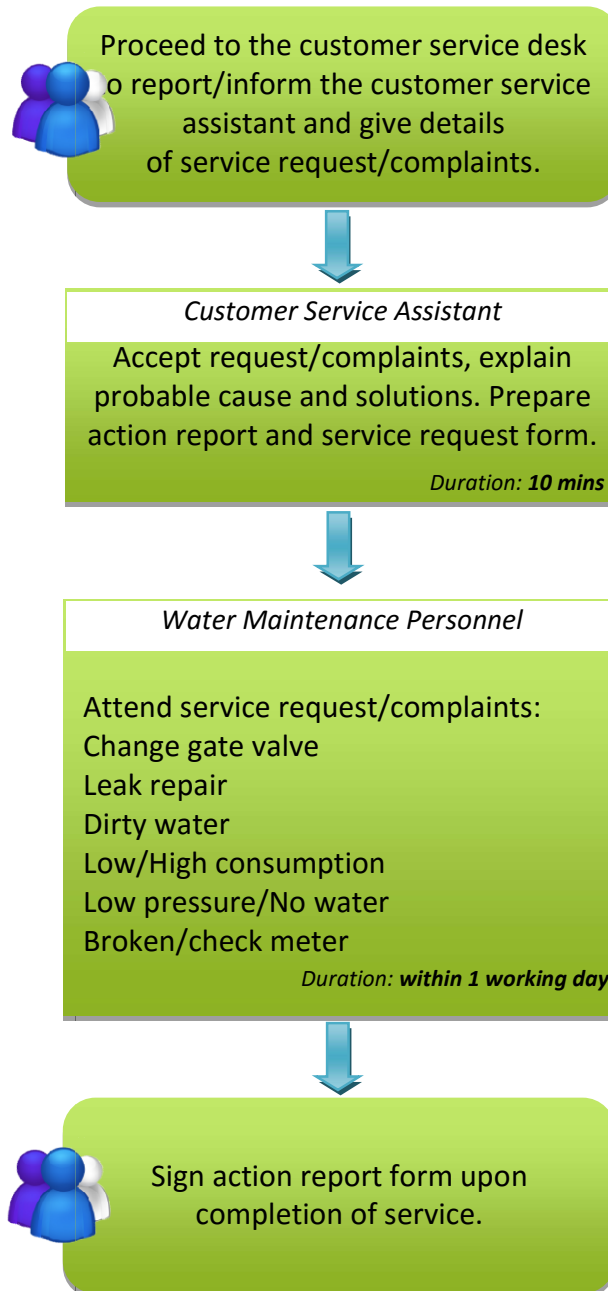 Proceed to the customer service desk
o report/inform the customer service
assistant and give details
of service request/complaints.
Customer Service Assistant
Accept request/complaints, explain
probable cause and solutions. Prepare
action report and service request form.
Duration: 10 mins
Water Maintenance Personnel
Attend service request/complaints:
Change gate valve
Leak repair
Dirty water
Low/High consumption
Low pressure/No water
Broken/check meter
Duration: within 1 working day
Sign action report form upon
completion of service.